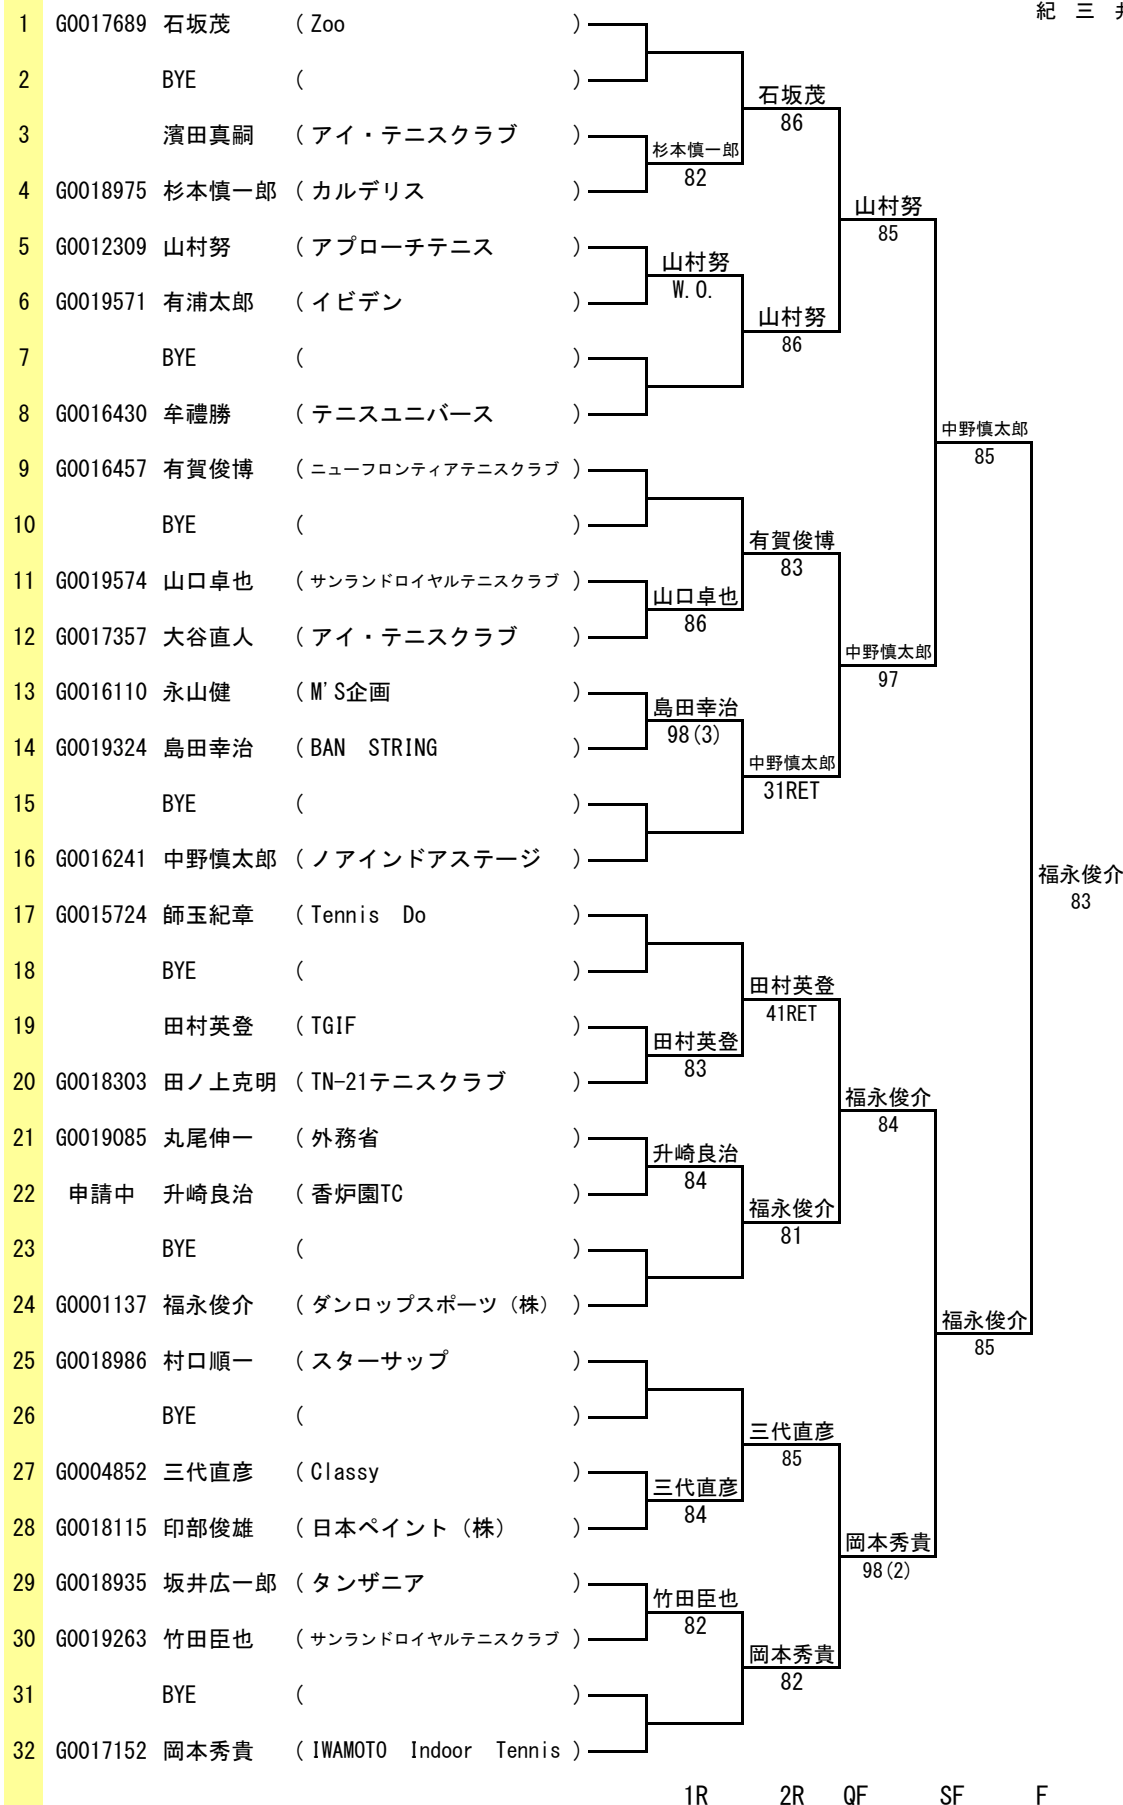 紀 三 井
1 G0017689 石坂茂 ( Zoo )
2 BYE ( )
石坂茂
86
3 濱田真嗣 ( アイ・テニスクラブ )
杉本慎一郎
82
4 G0018975 杉本慎一郎 ( カルデリス )
山村努
85
5 G0012309 山村努 ( アプローチテニス )
山村努
W.O.
6 G0019571 有浦太郎 ( イビデン )
山村努
86
7 BYE ( )
8 G0016430 牟禮勝 ( テニスユニバース )
中野慎太郎
85
9 G0016457 有賀俊博 ( ニューフロンティアテニスクラブ )
10 BYE ( )
有賀俊博
83
11 G0019574 山口卓也 ( サンランドロイヤルテニスクラブ )
山口卓也
86
12 G0017357 大谷直人 ( アイ・テニスクラブ )
中野慎太郎
97
13 G0016110 永山健 ( M'S企画 )
島田幸治
98(3)
14 G0019324 島田幸治 ( BAN STRING )
中野慎太郎
31RET
15 BYE ( )
16 G0016241 中野慎太郎 ( ノアインドアステージ )
福永俊介
83
17 G0015724 師玉紀章 ( Tennis Do )
18 BYE ( )
田村英登
41RET
19 田村英登 ( TGIF )
田村英登
83
20 G0018303 田ノ上克明 ( TN-21テニスクラブ )
福永俊介
84
21 G0019085 丸尾伸一 ( 外務省 )
升崎良治
84
22 申請中 升崎良治 ( 香炉園TC )
福永俊介
81
23 BYE ( )
24 G0001137 福永俊介 ( ダンロップスポーツ（株） )
福永俊介
85
25 G0018986 村口順一 ( スターサップ )
26 BYE ( )
三代直彦
85
27 G0004852 三代直彦 ( Classy )
三代直彦
84
28 G0018115 印部俊雄 ( 日本ペイント（株） )
岡本秀貴
98(2)
29 G0018935 坂井広一郎 ( タンザニア )
竹田臣也
82
30 G0019263 竹田臣也 ( サンランドロイヤルテニスクラブ )
岡本秀貴
82
31 BYE ( )
32 G0017152 岡本秀貴 ( IWAMOTO Indoor Tennis )
1R 2R QF SF F